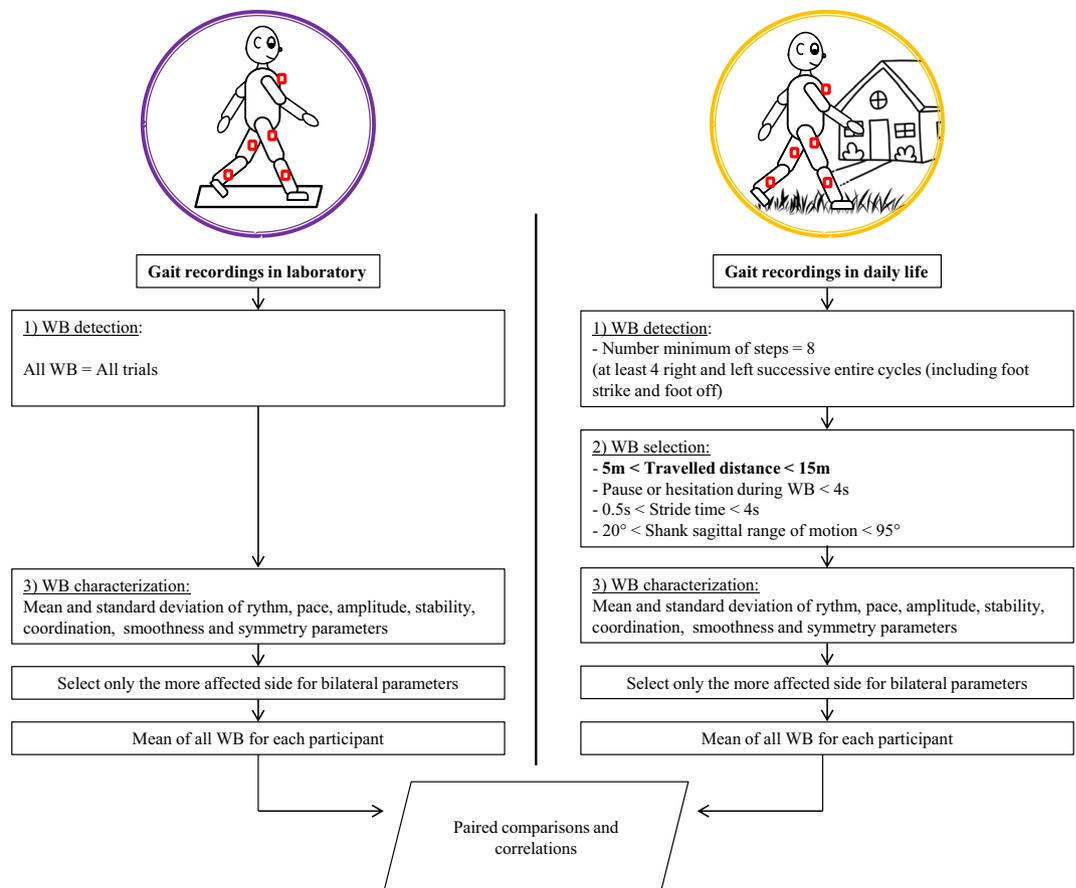 Gait recordings in laboratory
1) WB detection:
All WB = All trials
3) WB characterization:
Mean and standard deviation of rythm, pace, amplitude, stability,
coordination, smoothness and symmetry parameters
Select only the more affected side for bilateral parameters
Mean of all WB for each participant
Gait recordings in daily life
1) WB detection:
- Number minimum of steps = 8
(at least 4 right and left successive entire cycles (including foot
strike and foot off)
2) WB selection:
- 5m < Travelled distance < 15m
- Pause or hesitation during WB < 4s
- 0.5s < Stride time < 4s
- 20° < Shank sagittal range of motion < 95°
3) WB characterization:
Mean and standard deviation of rythm, pace, amplitude, stability,
coordination, smoothness and symmetry parameters
Select only the more affected side for bilateral parameters
Mean of all WB for each participant
Paired comparisons and
correlations